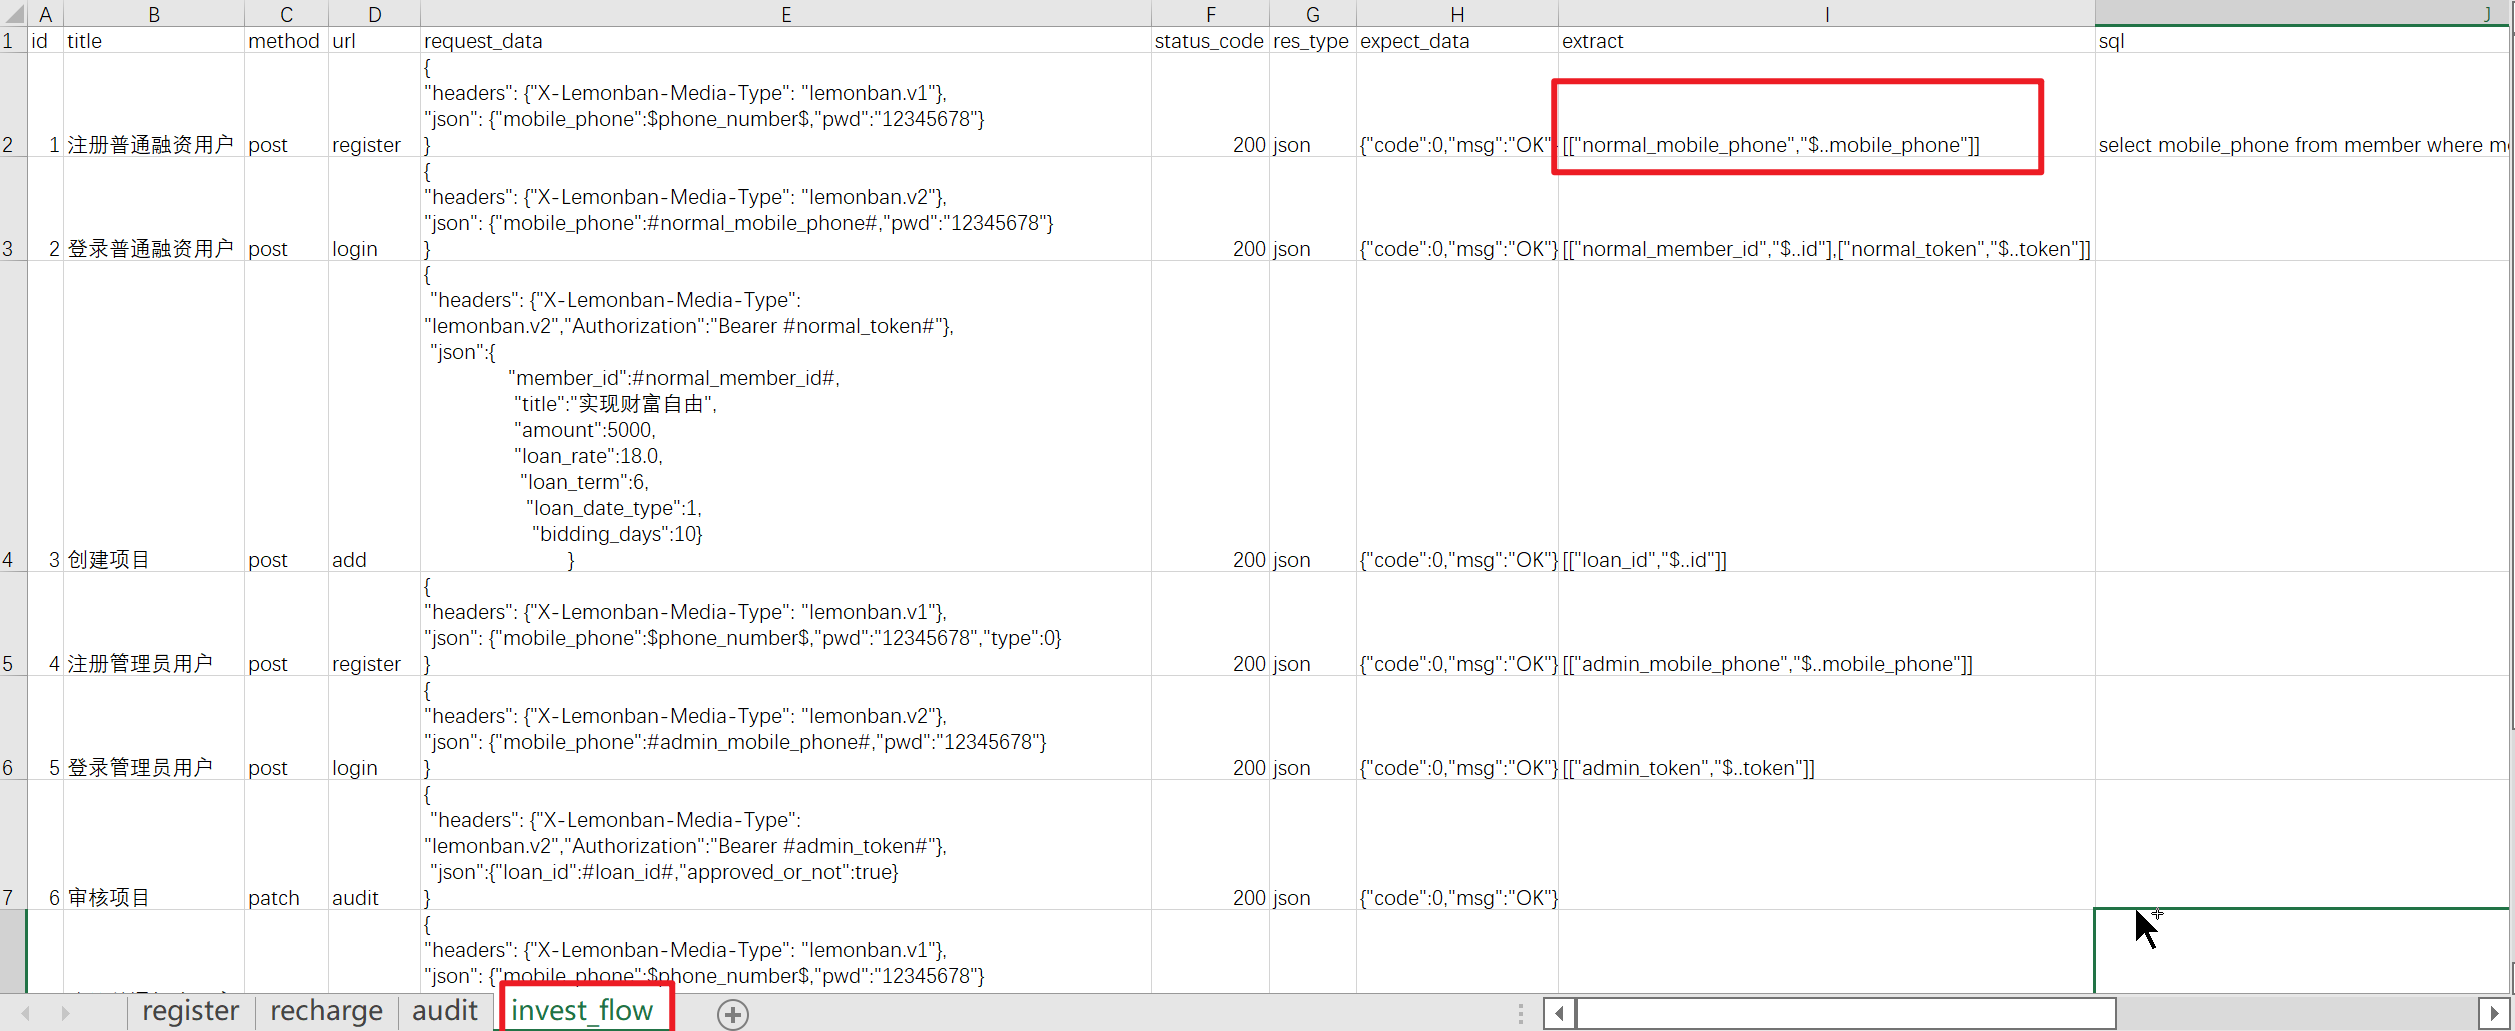 A B C D E F G H I J
1 id title method url request_data status_code res_type expect_data extract sql
{
"headers": {"X-Lemonban-Media-Type": "lemonban.v1"},
"json": {"mobile_phone":$phone_number$,"pwd":"12345678"}
2 1 注册普通融资用户 post register } 200 json {"code":0,"msg":"OK" [["normal_mobile_phone","$..mobile_phone"]] select mobile_phone from member where
{
"headers": {"X-Lemonban-Media-Type": "lemonban.v2"},
"json": {"mobile_phone":#normal_mobile_phone#,"pwd":"12345678"}
3 2 登录普通融资用户 post login } 200 json {"code":0,"msg":"OK"} [["normal_member_id","$..id"],["normal_token","$..token"]]
{
"headers": {"X-Lemonban-Media-Type":
"lemonban.v2","Authorization":"Bearer #normal_token#"},
"json":{
"member_id":#normal_member_id#,
"title":"实现财富自由",
"amount":5000,
"loan_rate":18.0,
"loan_term":6,
"loan_date_type":1,
"bidding_days":10}
4 3 创建项目 post add } 200 json {"code":0,"msg":"OK"} [["loan_id","$..id"]]
{
"headers": {"X-Lemonban-Media-Type": "lemonban.v1"},
"json": {"mobile_phone":$phone_number$,"pwd":"12345678","type":0}
5 4 注册管理员用户 post register } 200 json {"code":0,"msg":"OK"} [["admin_mobile_phone","$..mobile_phone"]]
{
"headers": {"X-Lemonban-Media-Type": "lemonban.v2"},
"json": {"mobile_phone":#admin_mobile_phone#,"pwd":"12345678"}
6 5 登录管理员用户 post login } 200 json {"code":0,"msg":"OK"} [["admin_token","$..token"]]
{
"headers": {"X-Lemonban-Media-Type":
"lemonban.v2","Authorization":"Bearer #admin_token#"},
"json":{"loan_id":#loan_id#,"approved_or_not":true}
7 6 审核项目 patch audit } 200 json {"code":0,"msg":"OK"}
{
"headers": {"X-Lemonban-Media-Type": "lemonban.v1"},
"json": {"mobile_phone":$phone_number$,"pwd":"12345678"}
register recharge audit invest_flow